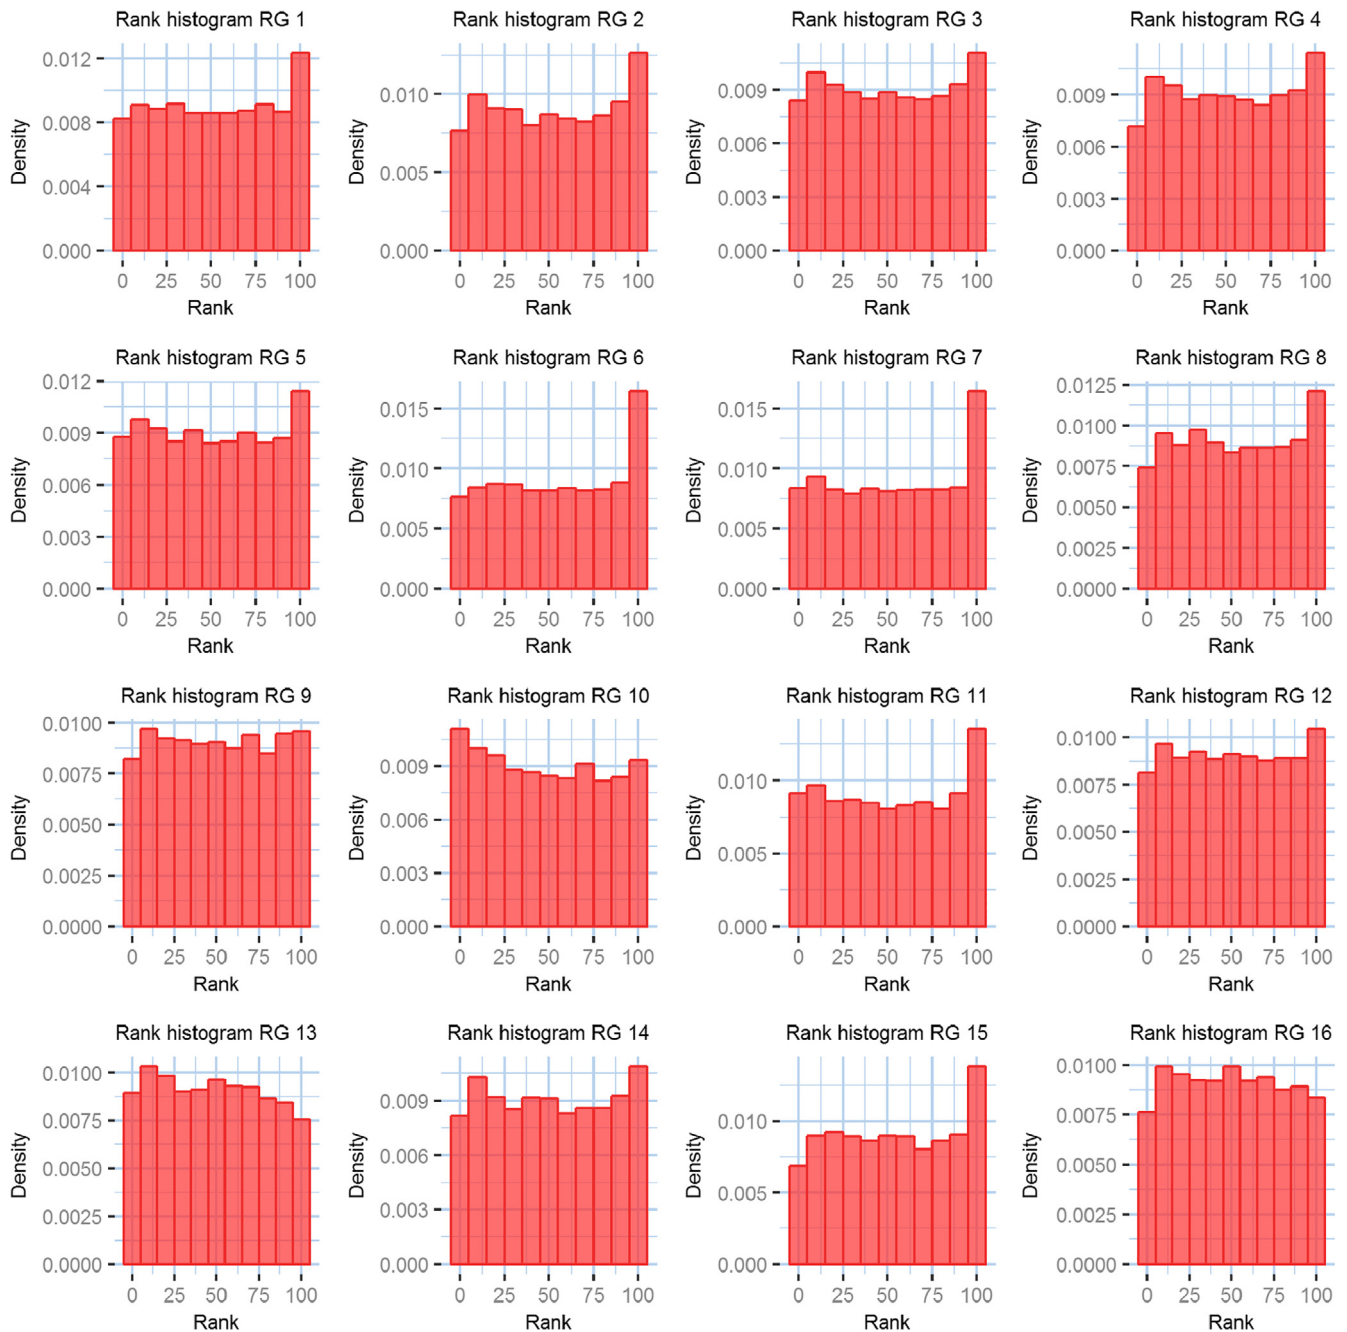 Rank histogram RG 1
Density
0.012
0.008
0.004
0.000
0 25 50 75 100
Rank
Rank histogram RG 2
Density
0.010
0.005
0.000
0 25 50 75 100
Rank
Rank histogram RG 3
Density
0.009
0.006
0.003
0.000
0 25 50 75 100
Rank
Rank histogram RG 4
Density
0.009
0.006
0.003
0.000
0 25 50 75 100
Rank
Rank histogram RG 5
Density
0.012
0.009
0.006
0.003
0.000
0 25 50 75 100
Rank
Rank histogram RG 6
Density
0.015
0.010
0.005
0.000
0 25 50 75 100
Rank
Rank histogram RG 7
Density
0.015
0.010
0.005
0.000
0 25 50 75 100
Rank
Rank histogram RG 8
Density
0.0125
0.0100
0.0075
0.0050
0.0025
0.0000
0 25 50 75 100
Rank
Rank histogram RG 9
Density
0.0100
0.0075
0.0050
0.0025
0.0000
0 25 50 75 100
Rank
Rank histogram RG 10
Density
0.009
0.006
0.003
0.000
0 25 50 75 100
Rank
Rank histogram RG 11
Density
0.010
0.005
0.000
0 25 50 75 100
Rank
Rank histogram RG 12
Density
0.0100
0.0075
0.0050
0.0025
0.0000
0 25 50 75 100
Rank
Rank histogram RG 13
Density
0.0100
0.0075
0.0050
0.0025
0.0000
0 25 50 75 100
Rank
Rank histogram RG 14
Density
0.009
0.006
0.003
0.000
0 25 50 75 100
Rank
Rank histogram RG 15
Density
0.010
0.005
0.000
0 25 50 75 100
Rank
Rank histogram RG 16
Density
0.0100
0.0075
0.0050
0.0025
0.0000
0 25 50 75 100
Rank